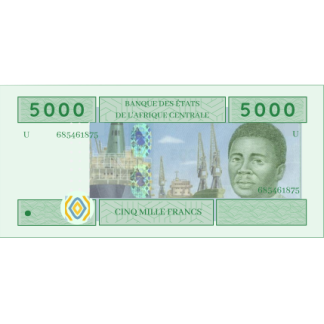 BANQUE DES ÉTATS
DE L'AFRIQUE CENTRALE
5000
5000
U 685461875
U
685461875
CINQ MILLE FRANCS